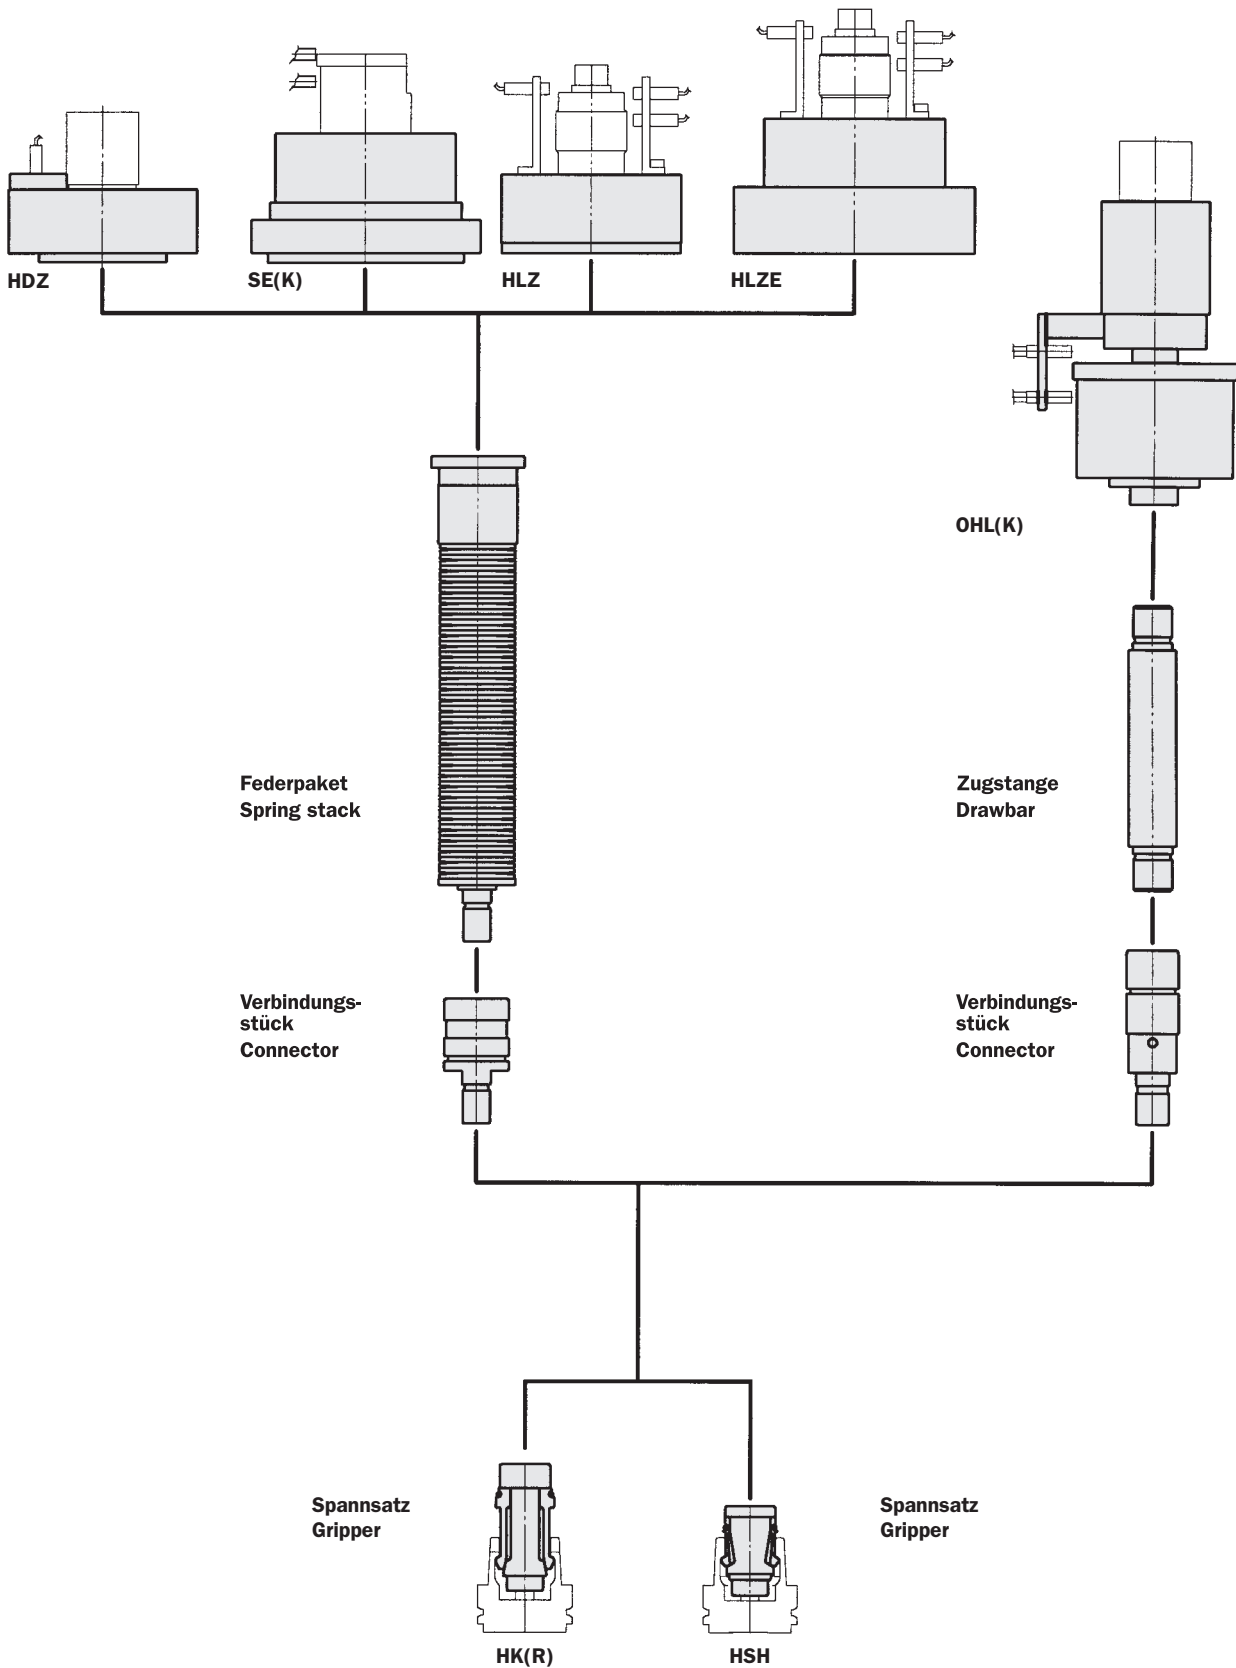 HDZ
SE(K)
HLZ
HLZE
OHL(K)
Federpaket
Spring stack
Zugstange
Drawbar
Verbindungs-
stück
Connector
Verbindungs-
stück
Connector
Spannsatz
Gripper
Spannsatz
Gripper
HK(R)
HSH